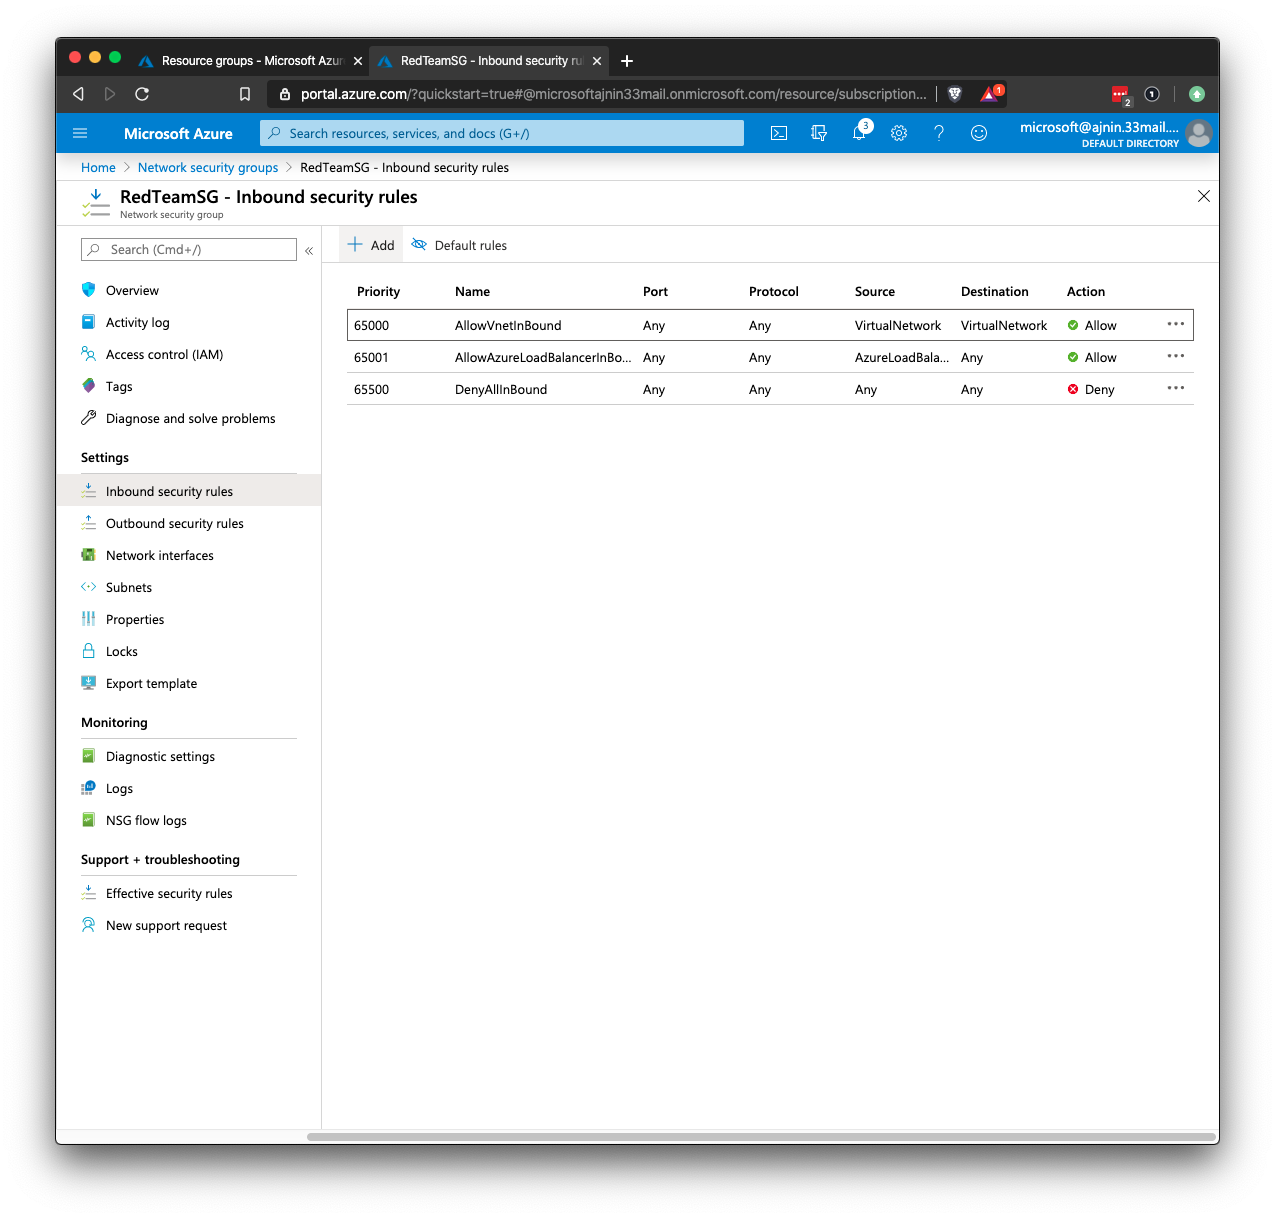 Resource groups - Microsoft Azur
RedTeamSG - Inbound security ru
portal.azure.com/?quickstart=true#@microsoftajnin33mail.onmicrosoft.com/resource/subscription...
1
2
1
Microsoft Azure
Search resources, services, and docs (G+/)
3
microsoft@ajnin.33mail....
DEFAULT DIRECTORY
Home > Network security groups > RedTeamSG - Inbound security rules
RedTeamSG - Inbound security rules
Network security group
Search (Cmd+/)
«
Add
Default rules
Overview
Activity log
Access control (IAM)
Tags
Diagnose and solve problems
Settings
Inbound security rules
Outbound security rules
Network interfaces
Subnets
Properties
Locks
Export template
Monitoring
Diagnostic settings
Logs
NSG flow logs
Support + troubleshooting
Effective security rules
New support request
Priority Name Port Protocol Source Destination Action
65000 AllowVnetInBound Any Any VirtualNetwork VirtualNetwork Allow ...
65001 AllowAzureLoadBalancerInBo... Any Any AzureLoadBala... Any Allow ...
65500 DenyAllInBound Any Any Any Any Deny ...